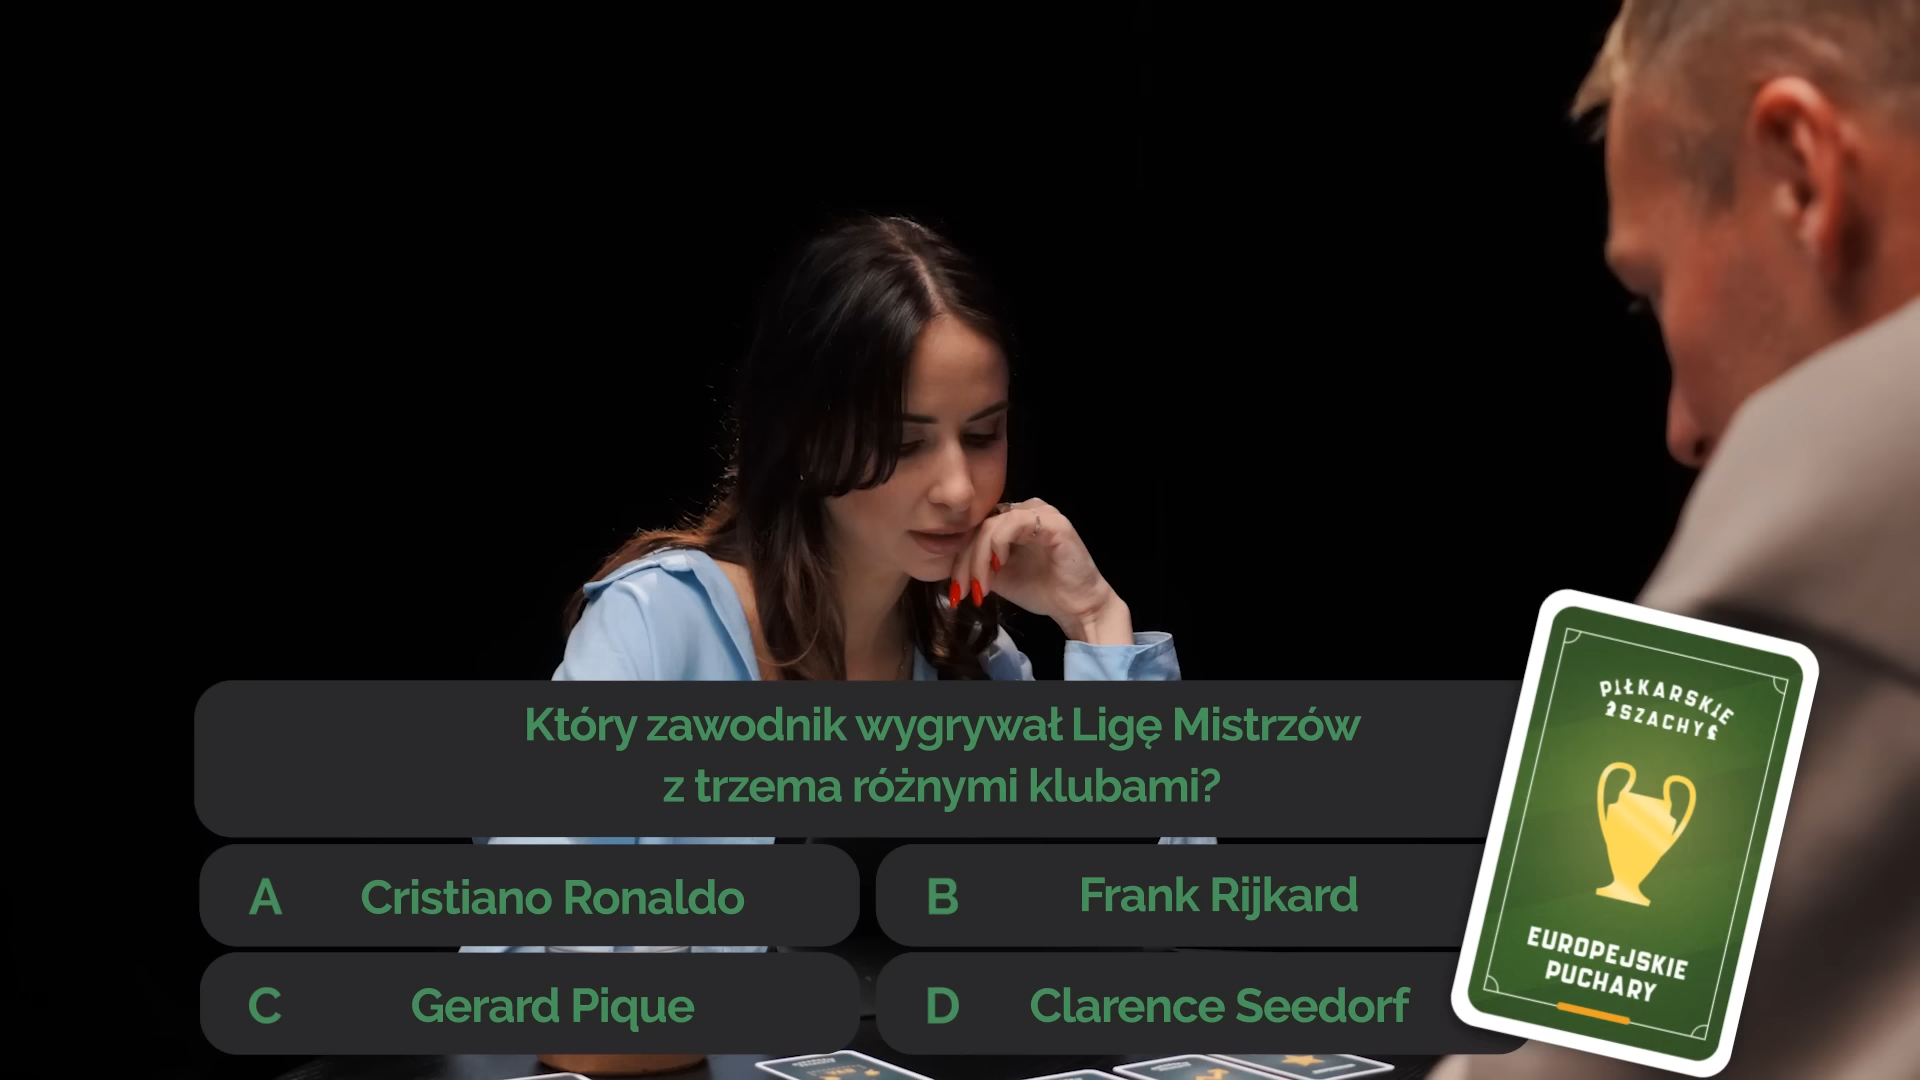 Który zawodnik wygrywał Ligę Mistrzów
z trzema różnymi klubami?
A Cristiano Ronaldo
B Frank Rijkard
C Gerard Pique
D Clarence Seedorf
PIŁKARSKIE
SZACHY
EUROPEJSKIE
PUCHARY